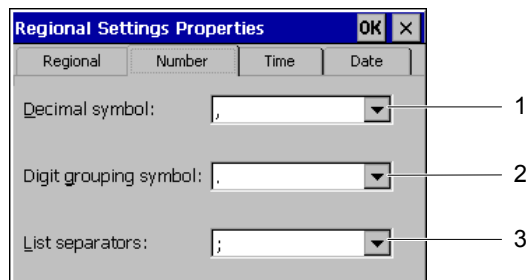 Regional Settings Properties OK ×
Regional Number Time Date
Decimal symbol: , 1
Digit grouping symbol: . 2
List separators: ; 3